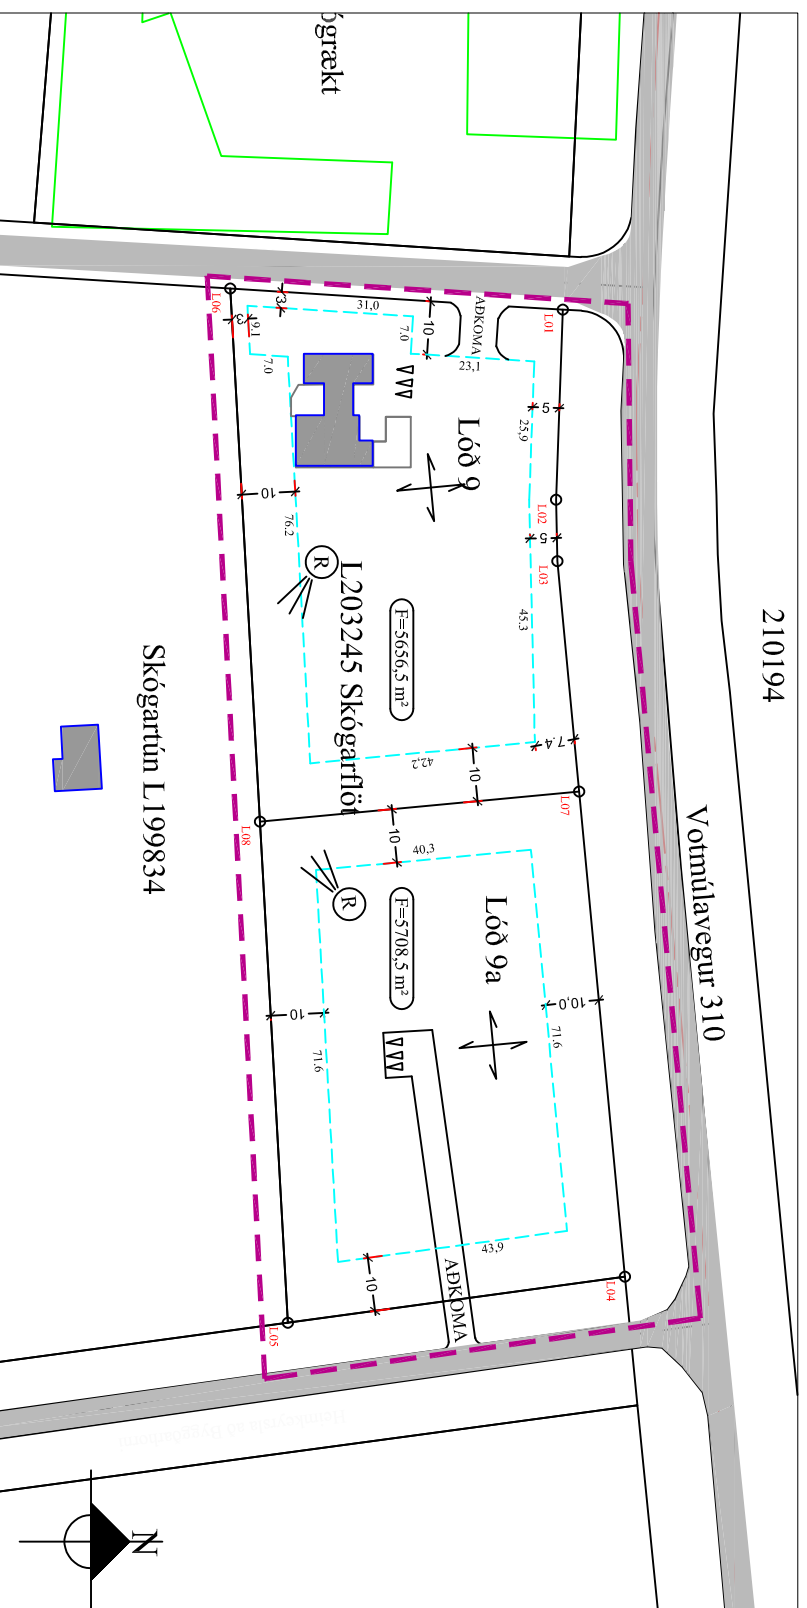 ógrækt
210194
L06
L01
3
31,0
10
AÐKOMA
3
9.1
7.0
7.0
23,1
5
25,9
Lóð 9
L02
10
76.2
5
L03
R
L203245 Skógarflöt
F=5656,5 m²
45.3
Skógartún L199834
7.4
42,2
10
L07
L08
10
40,3
Votmúlavegur 310
R
F=5708,5 m²
Lóð 9a
10
10,0
71.6
71.6
43,9
10
AÐKOMA
L04
L05
N